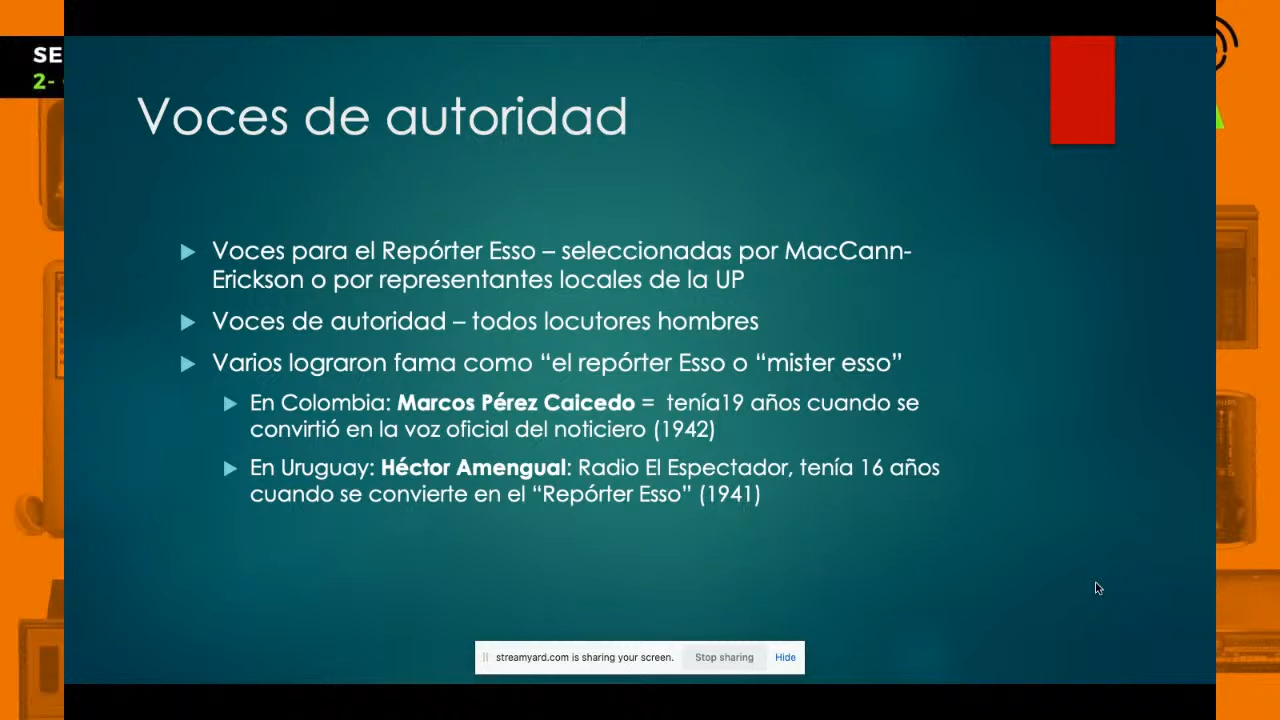 SE
2-
Voces de autoridad
Voces para el Repórter Esso – seleccionadas por MacCann-
Erickson o por representantes locales de la UP
Voces de autoridad – todos locutores hombres
Varios lograron fama como “el repórter Esso o “mister esso”
En Colombia: Marcos Pérez Caicedo = tenía19 años cuando se
convirtió en la voz oficial del noticiero (1942)
En Uruguay: Héctor Amengual: Radio El Espectador, tenía 16 años
cuando se convierte en el “Repórter Esso” (1941)
streamyard.com is sharing your screen. Stop sharing Hide